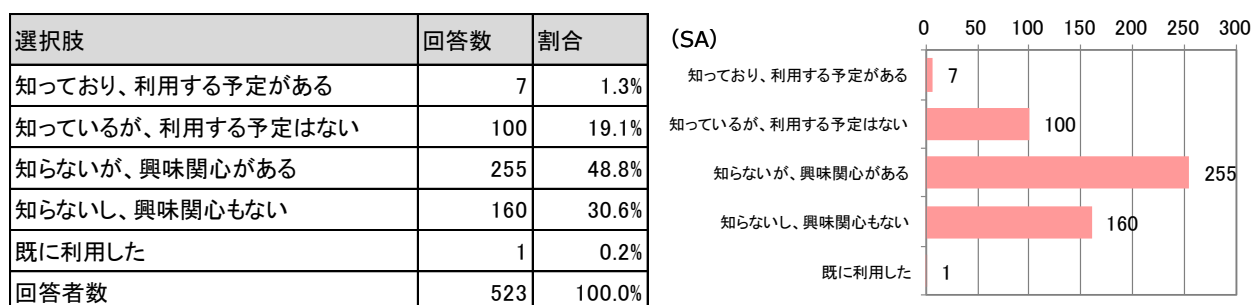 選択肢 回答数 割合
知っており、利用する予定がある 7 1.3%
知っているが、利用する予定はない 100 19.1%
知らないが、興味関心がある 255 48.8%
知らないし、興味関心もない 160 30.6%
既に利用した 1 0.2%
回答者数 523 100.0%
(SA)
0 50 100 150 200 250 300
知っており、利用する予定がある 7
知っているが、利用する予定はない 100
知らないが、興味関心がある 255
知らないし、興味関心もない 160
既に利用した 1